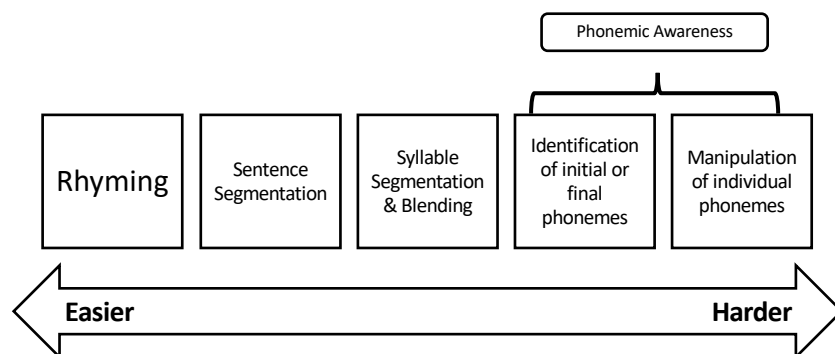 Phonemic Awareness
Rhyming
Sentence
Segmentation
Syllable
Segmentation
& Blending
Identification
of initial or
final
phonemes
Manipulation
of individual
phonemes
Easier
Harder